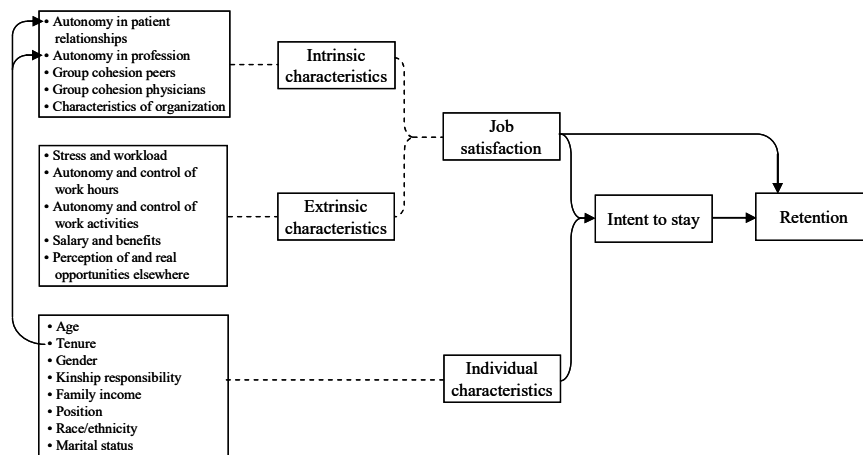 • Autonomy in patient
relationships
• Autonomy in profession
• Group cohesion peers
• Group cohesion physicians
• Characteristics of organization
Intrinsic
characteristics
• Stress and workload
• Autonomy and control of
work hours
• Autonomy and control of
work activities
• Salary and benefits
• Perception of and real
opportunities elsewhere
Extrinsic
characteristics
Job
satisfaction
Intent to stay
Retention
• Age
• Tenure
• Gender
• Kinship responsibility
• Family income
• Position
• Race/ethnicity
• Marital status
Individual
characteristics